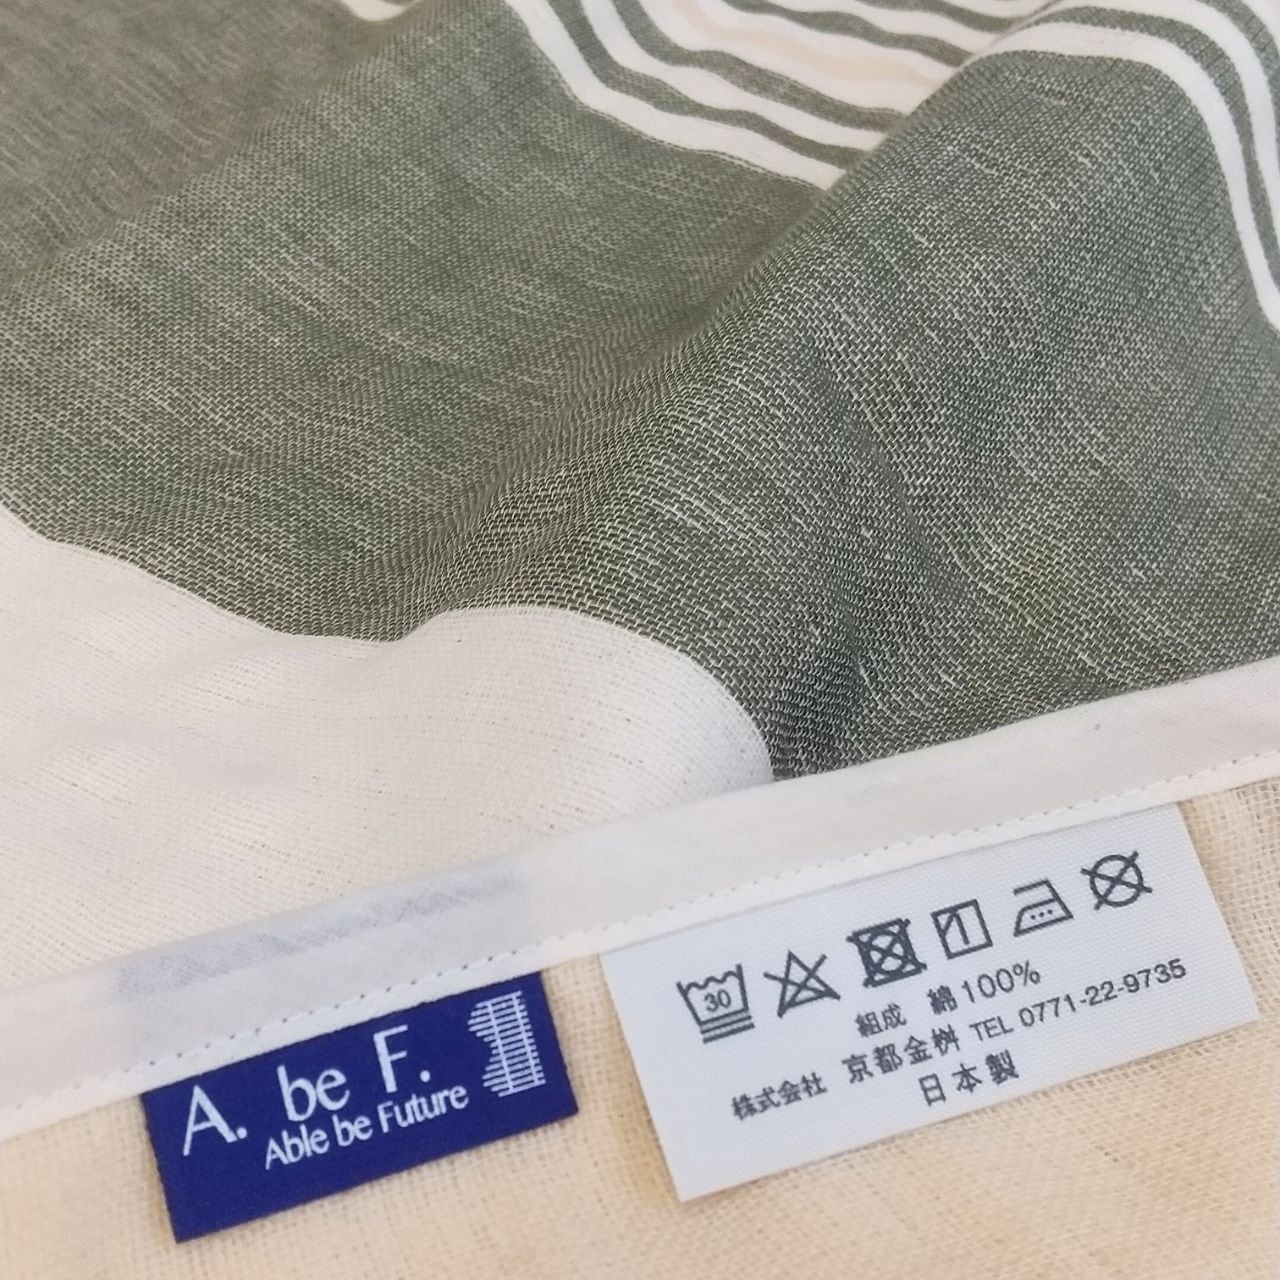 A. be F.
Able be Future
30
組成 綿100%
株式会社 京都金桝 TEL 0771-22-9735
日本製